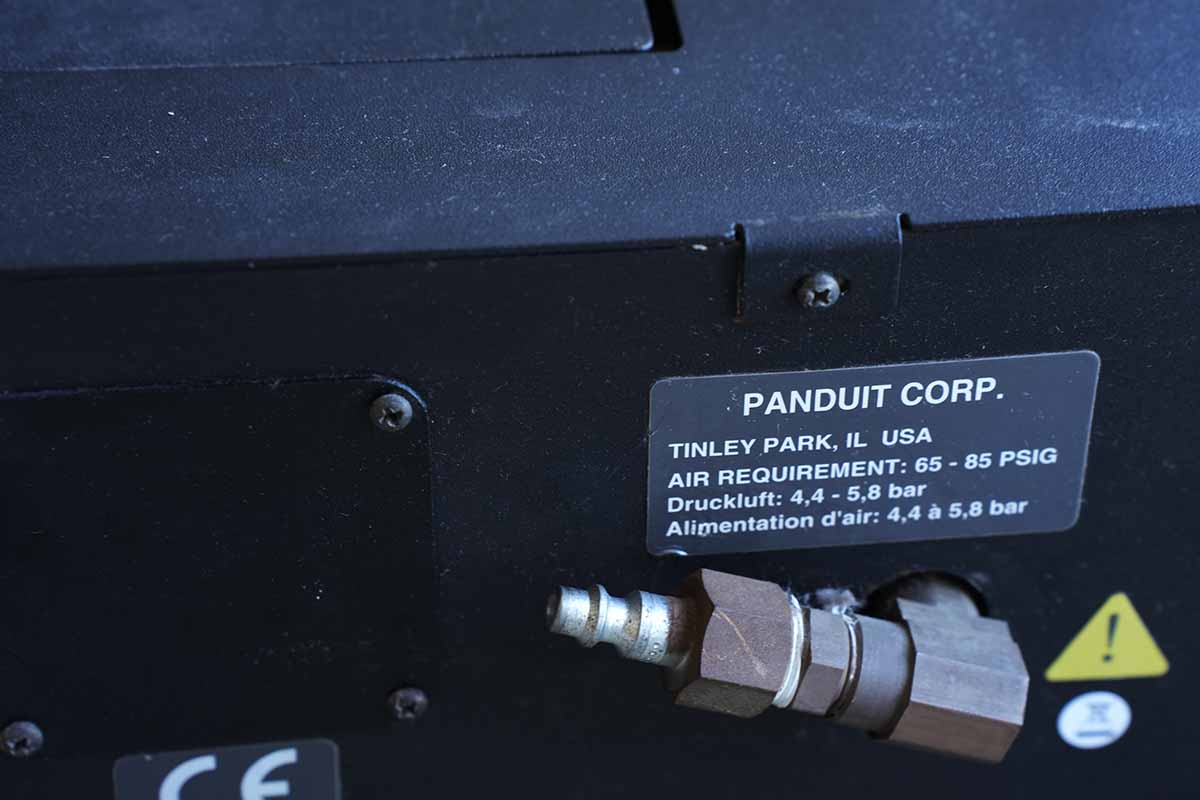 PANDUIT CORP.
TINLEY PARK, IL USA
AIR REQUIREMENT: 65 - 85 PSIG
Druckluft: 4,4 - 5,8 bar
Alimentation d'air: 4,4 à 5,8 bar
!
CE